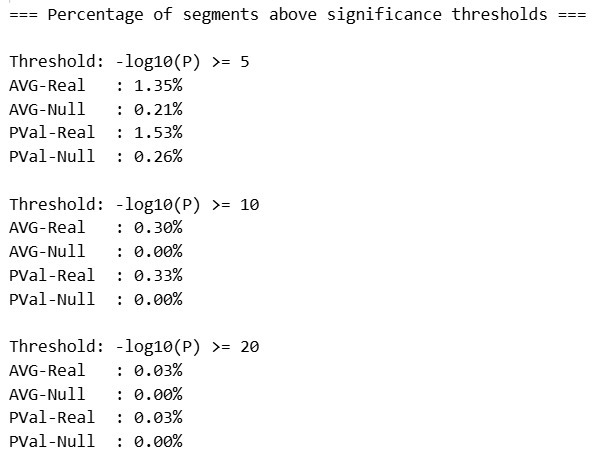 === Percentage of segments above significance thresholds ===
Threshold: -log10(P) >= 5
AVG-Real   : 1.35%
AVG-Null   : 0.21%
PVal-Real  : 1.53%
PVal-Null  : 0.26%
Threshold: -log10(P) >= 10
AVG-Real   : 0.30%
AVG-Null   : 0.00%
PVal-Real  : 0.33%
PVal-Null  : 0.00%
Threshold: -log10(P) >= 20
AVG-Real   : 0.03%
AVG-Null   : 0.00%
PVal-Real  : 0.03%
PVal-Null  : 0.00%